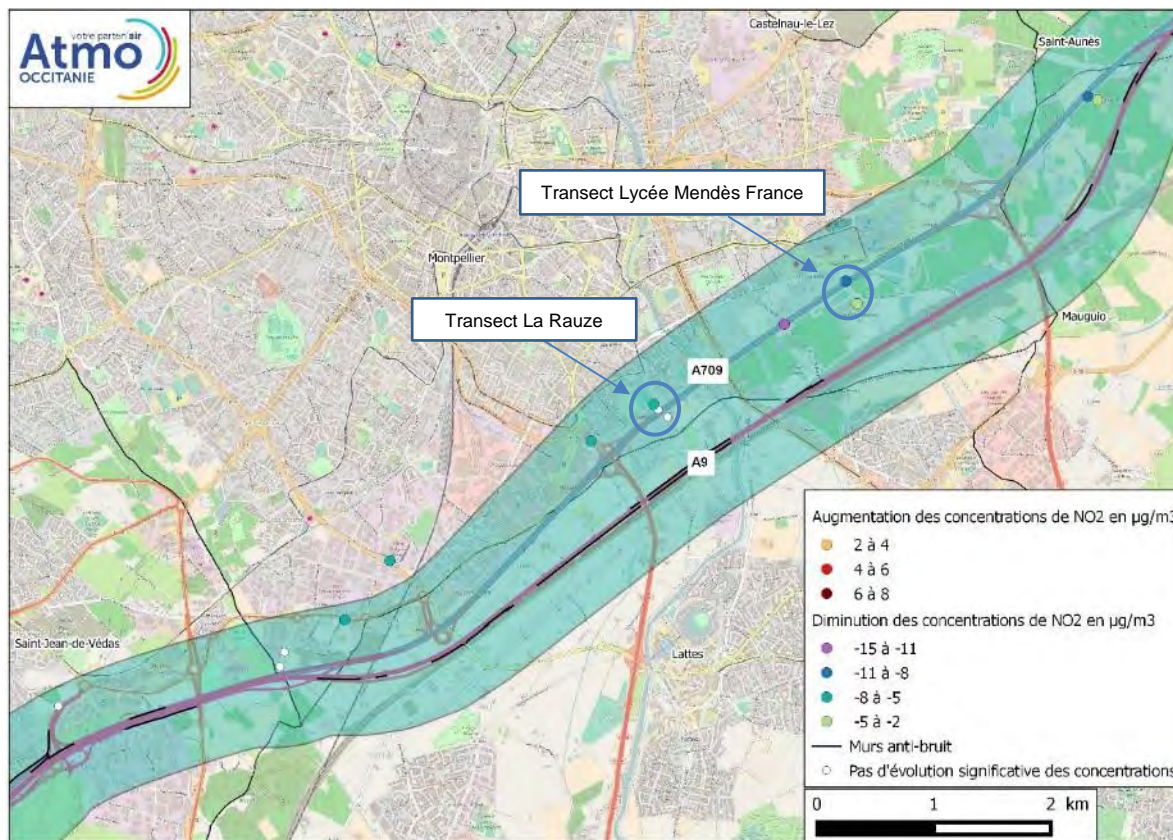 votre parten'air
Atmo
OCCITANIE
Castelnau-le-Lez
Saint-Aunès
Transect Lycée Mendès France
Montpellier
Transect La Rauze
Mauguio
A709
A9
Saint-Jean-de-Védas
Lattes
Augmentation des concentrations de NO2 en µg/m3
2 à 4
4 à 6
6 à 8
Diminution des concentrations de NO2 en µg/m3
-15 à -11
-11 à -8
-8 à -5
-5 à -2
Murs anti-bruit
Pas d'évolution significative des concentrations
0 1 2 km